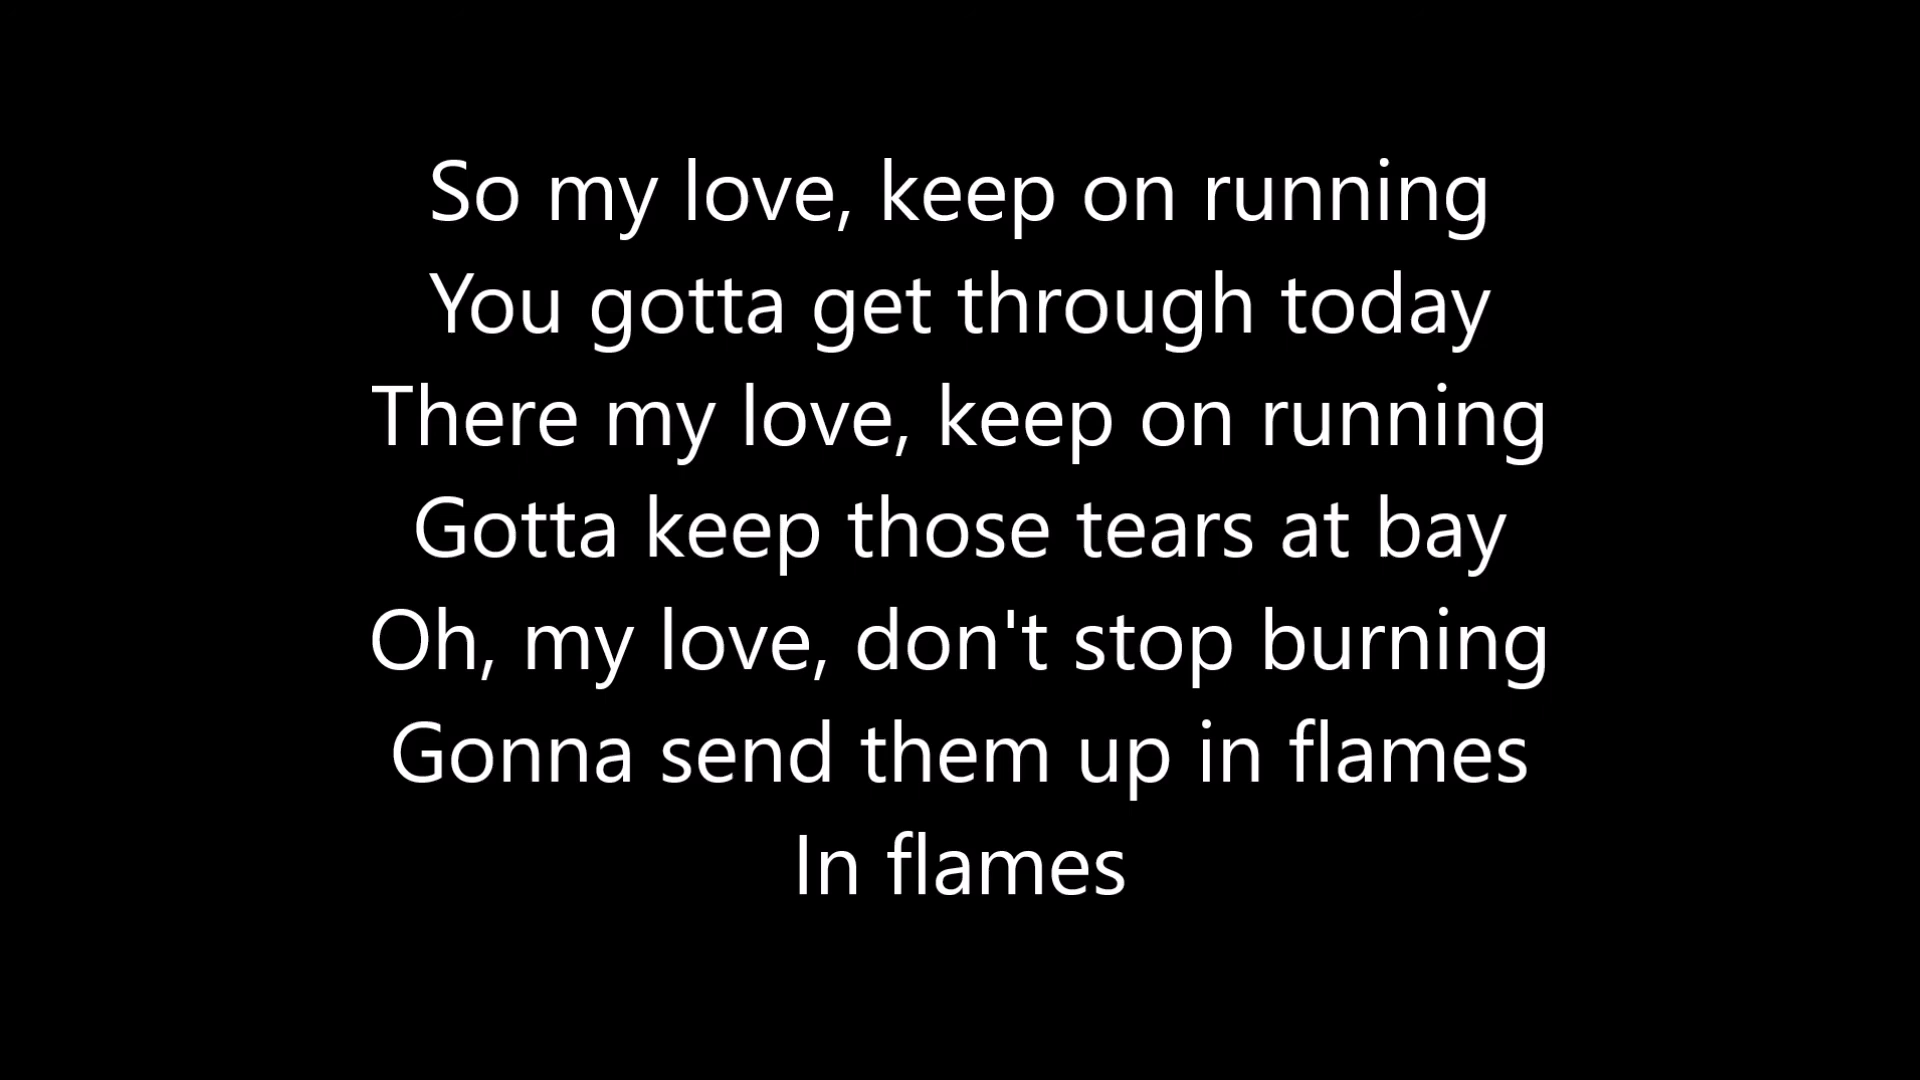 So my love, keep on running
You gotta get through today
There my love, keep on running
Gotta keep those tears at bay
Oh, my love, don't stop burning
Gonna send them up in flames
In flames